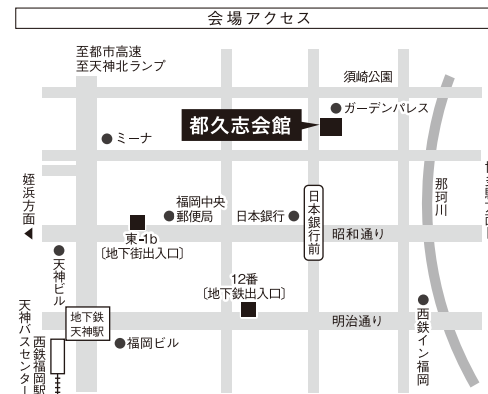 会場アクセス
至都市高速
至天神北ランプ
須崎公園
ガーデンパレス
都久志会館
ミーナ
姪浜方面
那珂川
福岡中央
郵便局
日本銀行
日本銀行前
昭和通り
東-1b
〔地下街出入口〕
天神ビル
12番
〔地下鉄出入口〕
地下鉄
天神駅
明治通り
福岡ビル
西鉄イン福岡
西鉄福岡駅
天神バスセンター